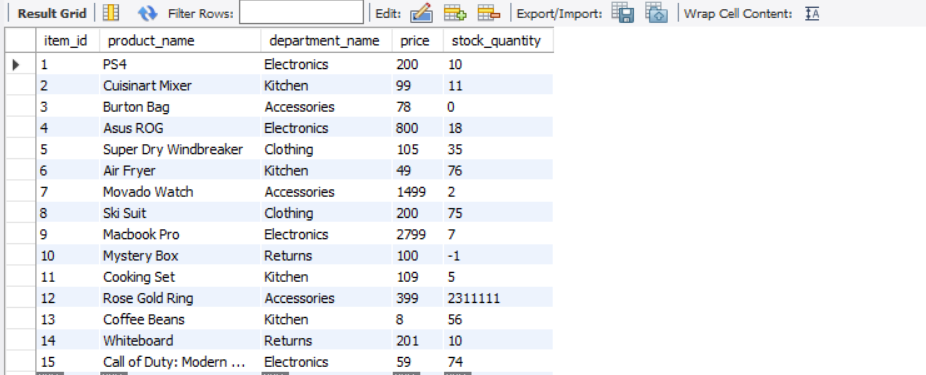 Result Grid Filter Rows: Edit: Export/Import: Wrap Cell Content: IA
item_id product_name department_name price stock_quantity
1 PS4 Electronics 200 10
2 Cuisinart Mixer Kitchen 99 11
3 Burton Bag Accessories 78 0
4 Asus ROG Electronics 800 18
5 Super Dry Windbreaker Clothing 105 35
6 Air Fryer Kitchen 49 76
7 Movado Watch Accessories 1499 2
8 Ski Suit Clothing 200 75
9 Macbook Pro Electronics 2799 7
10 Mystery Box Returns 100 -1
11 Cooking Set Kitchen 109 5
12 Rose Gold Ring Accessories 399 2311111
13 Coffee Beans Kitchen 8 56
14 Whiteboard Returns 201 10
15 Call of Duty: Modern ... Electronics 59 74